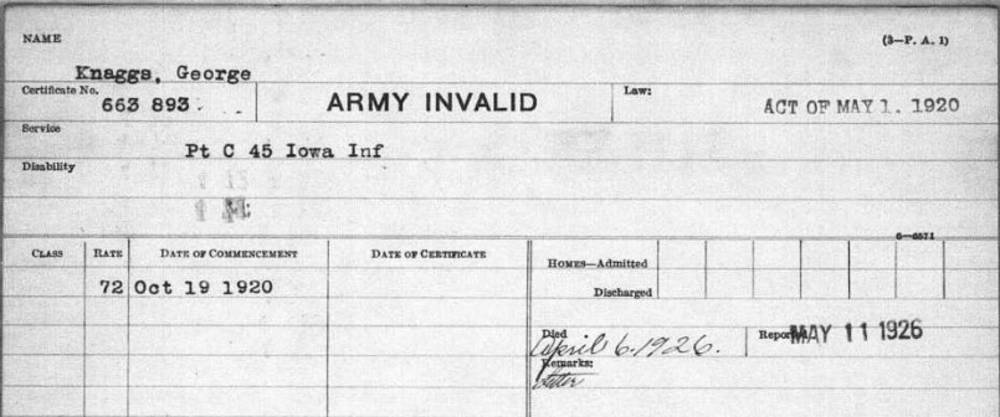 NAME
(3—P. A. 1)
Knaggs, George
Certificate No.
663 893
ARMY INVALID
Law:
ACT OF MAY 1. 1920
Service
Pt C 45 Iowa Inf
Disability
6—6571
CLASS
RATE
DATE OF COMMENCEMENT
DATE OF CERTIFICATE
HOMES—Admitted
72
Oct 19 1920
Discharged
Died
April 6. 1926.
MAY 11 1926
Remarks:
Letter